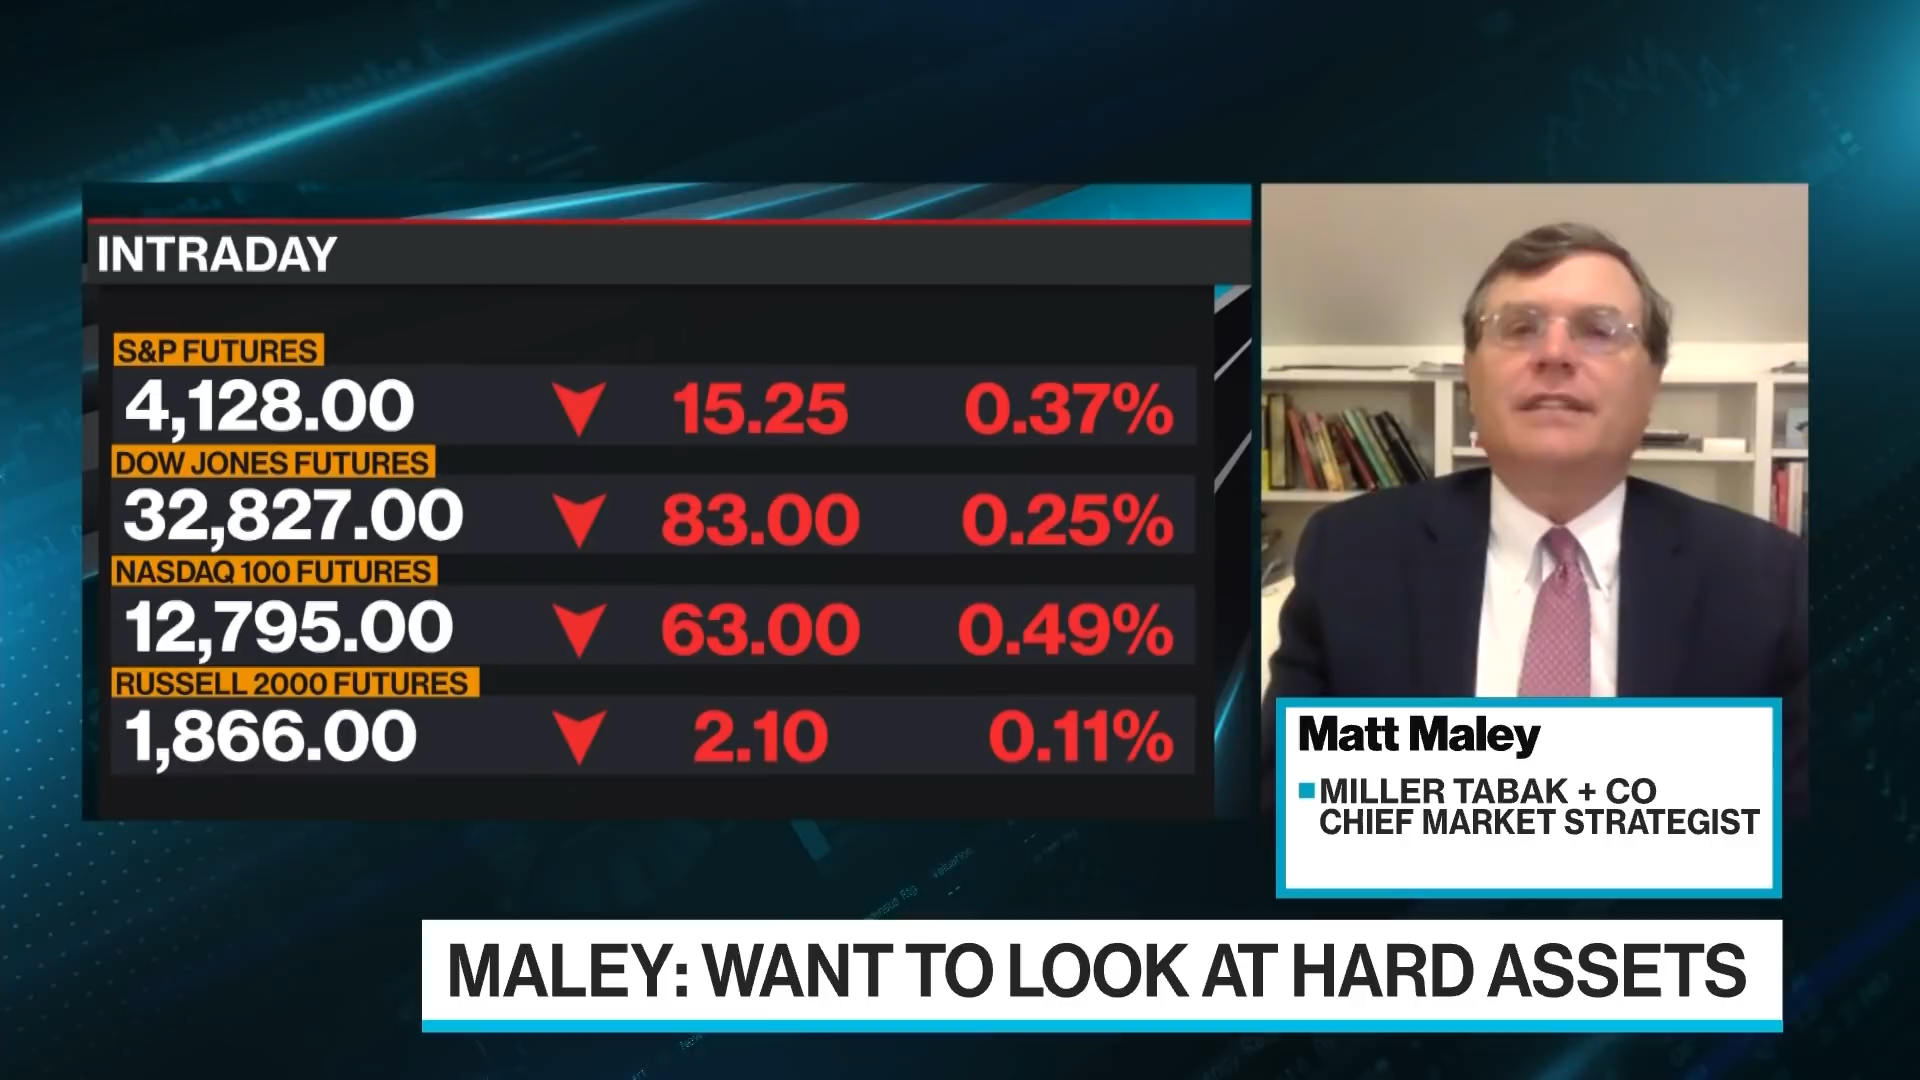 INTRADAY
S&P FUTURES
4,128.00 15.25 0.37%
DOW JONES FUTURES
32,827.00 83.00 0.25%
NASDAQ 100 FUTURES
12,795.00 63.00 0.49%
RUSSELL 2000 FUTURES
1,866.00 2.10 0.11%
Matt Maley
MILLER TABAK + CO
CHIEF MARKET STRATEGIST
MALEY: WANT TO LOOK AT HARD ASSETS
valuation